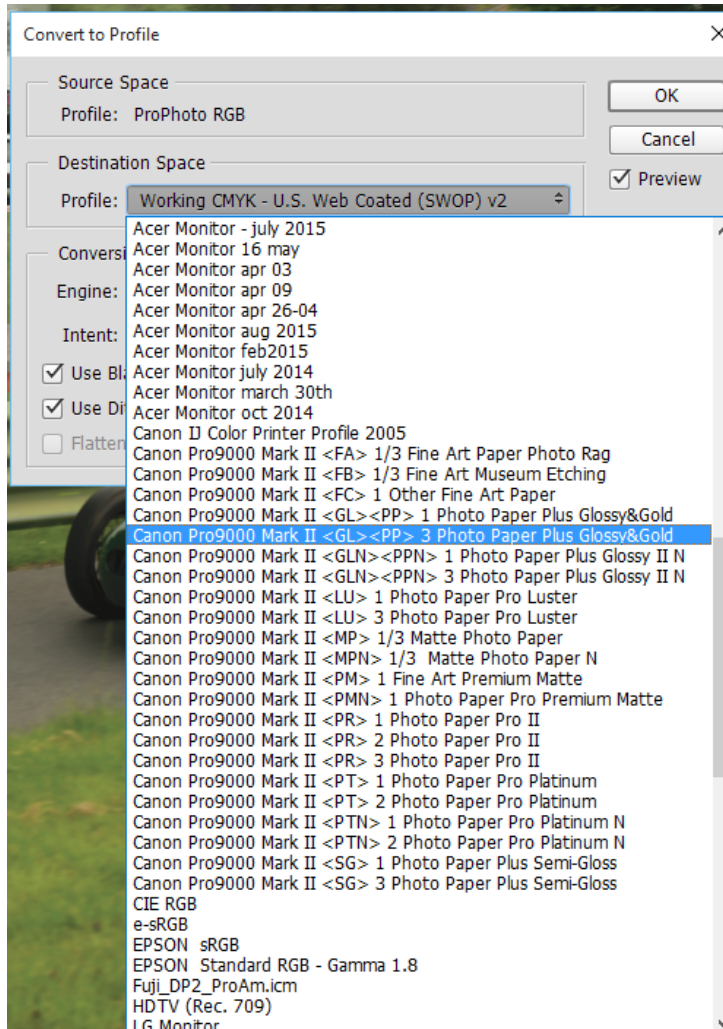 Convert to Profile
Source Space
Profile: ProPhoto RGB
OK
Cancel
Preview
Destination Space
Profile: Working CMYK - U.S. Web Coated (SWOP) v2
Conversi
Engine:
Intent:
Use Bla
Use Di
Flatten
Acer Monitor - july 2015
Acer Monitor 16 may
Acer Monitor apr 03
Acer Monitor apr 09
Acer Monitor apr 26-04
Acer Monitor aug 2015
Acer Monitor feb2015
Acer Monitor july 2014
Acer Monitor march 30th
Acer Monitor oct 2014
Canon IJ Color Printer Profile 2005
Canon Pro9000 Mark II <FA> 1/3 Fine Art Paper Photo Rag
Canon Pro9000 Mark II <FB> 1/3 Fine Art Museum Etching
Canon Pro9000 Mark II <FC> 1 Other Fine Art Paper
Canon Pro9000 Mark II <GL><PP> 1 Photo Paper Plus Glossy&Gold
Canon Pro9000 Mark II <GL><PP> 3 Photo Paper Plus Glossy&Gold
Canon Pro9000 Mark II <GLN><PPN> 1 Photo Paper Plus Glossy II N
Canon Pro9000 Mark II <GLN><PPN> 3 Photo Paper Plus Glossy II N
Canon Pro9000 Mark II <LU> 1 Photo Paper Pro Luster
Canon Pro9000 Mark II <LU> 3 Photo Paper Pro Luster
Canon Pro9000 Mark II <MP> 1/3 Matte Photo Paper
Canon Pro9000 Mark II <MPN> 1/3  Matte Photo Paper N
Canon Pro9000 Mark II <PM> 1 Fine Art Premium Matte
Canon Pro9000 Mark II <PMN> 1 Photo Paper Pro Premium Matte
Canon Pro9000 Mark II <PR> 1 Photo Paper Pro II
Canon Pro9000 Mark II <PR> 2 Photo Paper Pro II
Canon Pro9000 Mark II <PR> 3 Photo Paper Pro II
Canon Pro9000 Mark II <PT> 1 Photo Paper Pro Platinum
Canon Pro9000 Mark II <PT> 2 Photo Paper Pro Platinum
Canon Pro9000 Mark II <PTN> 1 Photo Paper Pro Platinum N
Canon Pro9000 Mark II <PTN> 2 Photo Paper Pro Platinum N
Canon Pro9000 Mark II <SG> 1 Photo Paper Plus Semi-Gloss
Canon Pro9000 Mark II <SG> 3 Photo Paper Plus Semi-Gloss
CIE RGB
e-sRGB
EPSON  sRGB
EPSON  Standard RGB - Gamma 1.8
Fuji_DP2_ProAm.icm
HDTV (Rec. 709)
LG Monitor